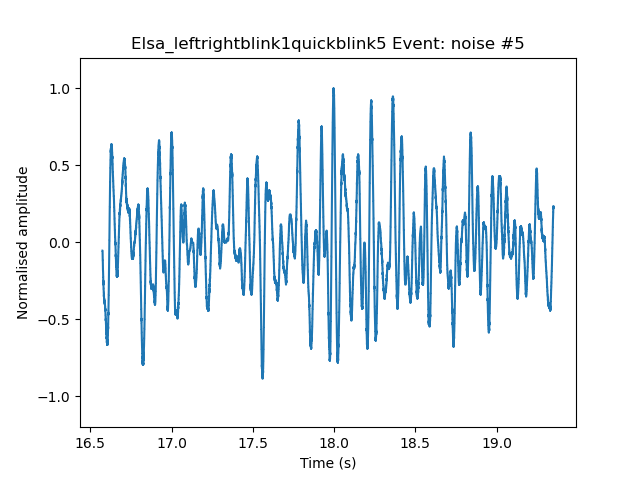 Elsa_leftrightblink1quickblink5 Event: noise #5
Normalised amplitude
1.0
0.5
0.0
−0.5
−1.0
16.5 17.0 17.5 18.0 18.5 19.0
Time (s)